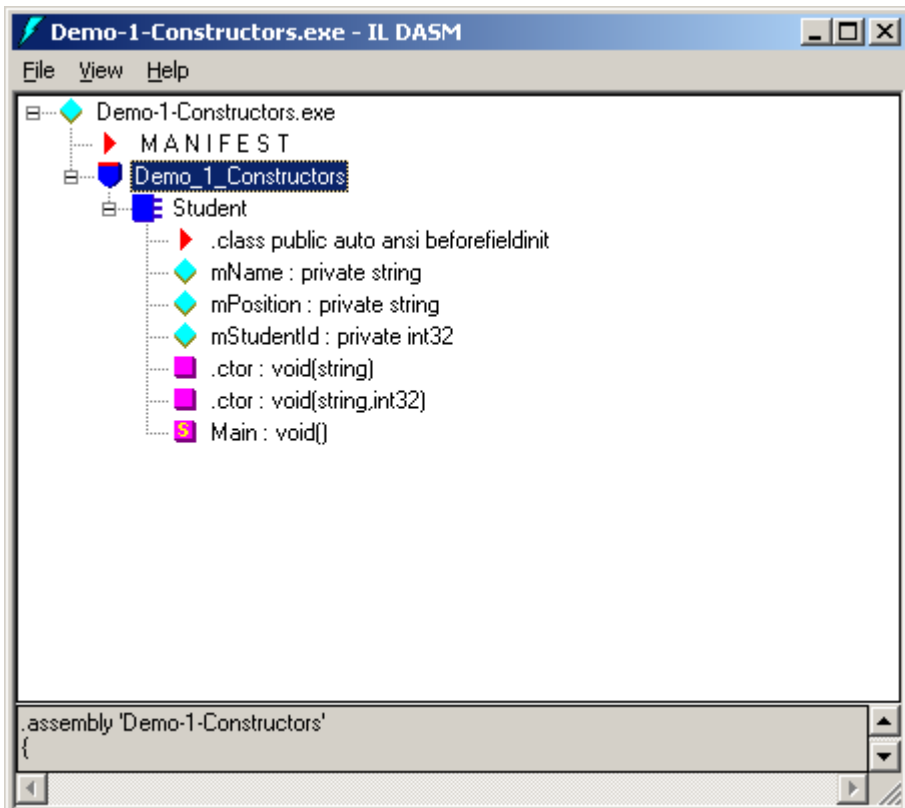 Demo-1-Constructors.exe - IL DASM
File View Help
Demo-1-Constructors.exe
M A N I F E S T
Demo_1_Constructors
Student
.class public auto ansi beforefieldinit
mName : private string
mPosition : private string
mStudentId : private int32
.ctor : void(string)
.ctor : void(string,int32)
S Main : void()
.assembly 'Demo-1-Constructors'
{